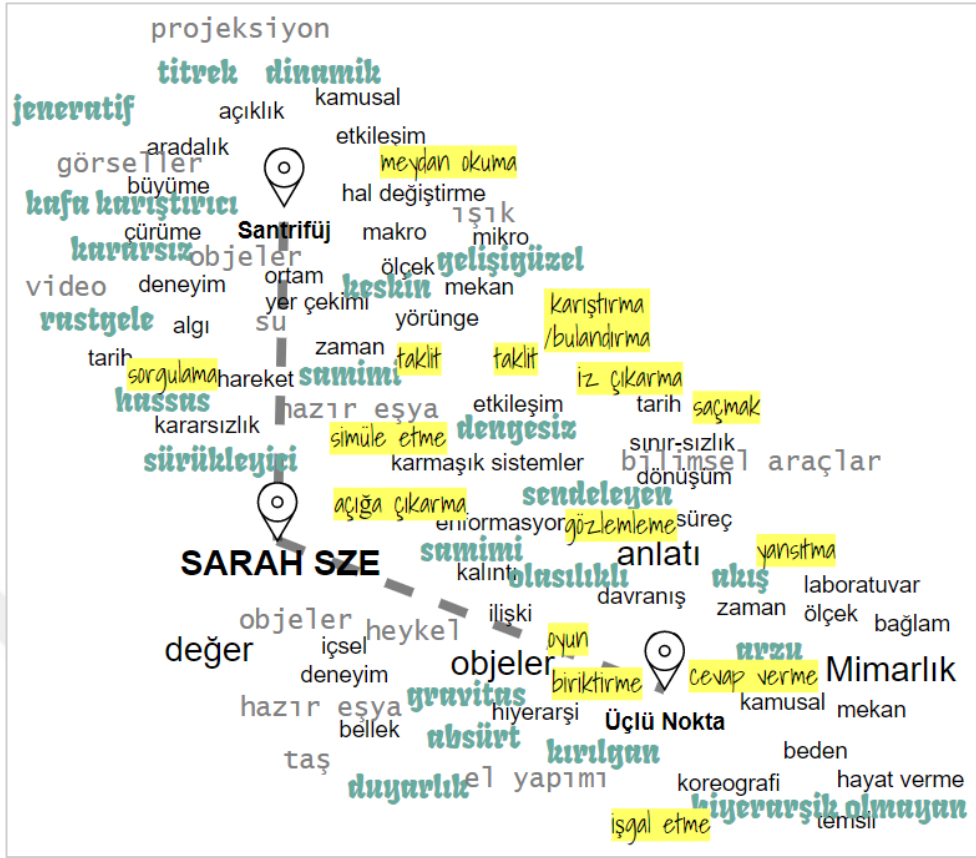 projeksiyon
titrek dinamik
kamusal
jeneratif
açıklık
etkileşim
aradalık
meydan okuma
görseller
büyüme
hal değiştirme
kafa karıştırıcı
ışık
çürüme
Santrifüj
makro
mikro
kararsız
objeler
ölçek
gelişigüzel
video
deneyim
ortam
keskin
mekan
yer çekimi
karıştırma
/bulandırma
rastgele
algı
su
yörünge
zaman
tarih
taklit
taklit
sorgulama
hareket
samimi
iz çıkarma
hassas
hazır eşya
etkileşim
tarih
saçmak
kararsızlık
simüle etme
dengesiz
sınır-sızlık
sürükleyici
karmaşık sistemler
bilimsel araçlar
dönüşüm
sendeleyen
açığa çıkarma
enformasyon
gözlemleme
süreç
SARAH SZE
samimi
anlatı
yansıtma
kalıntı
olasılıklı
akış
laboratuvar
davranış
zaman
ölçek
objeler
heykel
ilişki
bağlam
değer
içsel
oyun
arzu
deneyim
objeler
biriktirme
cevap verme
Mimarlık
hazır eşya
gravitas
kamusal
mekan
bellek
hiyerarşi
Üçlü Nokta
absürt
kırılgan
beden
taş
duyarlık
el yapımı
koreografi
hayat verme
hiyerarşik olmayan
işgal etme
temsil